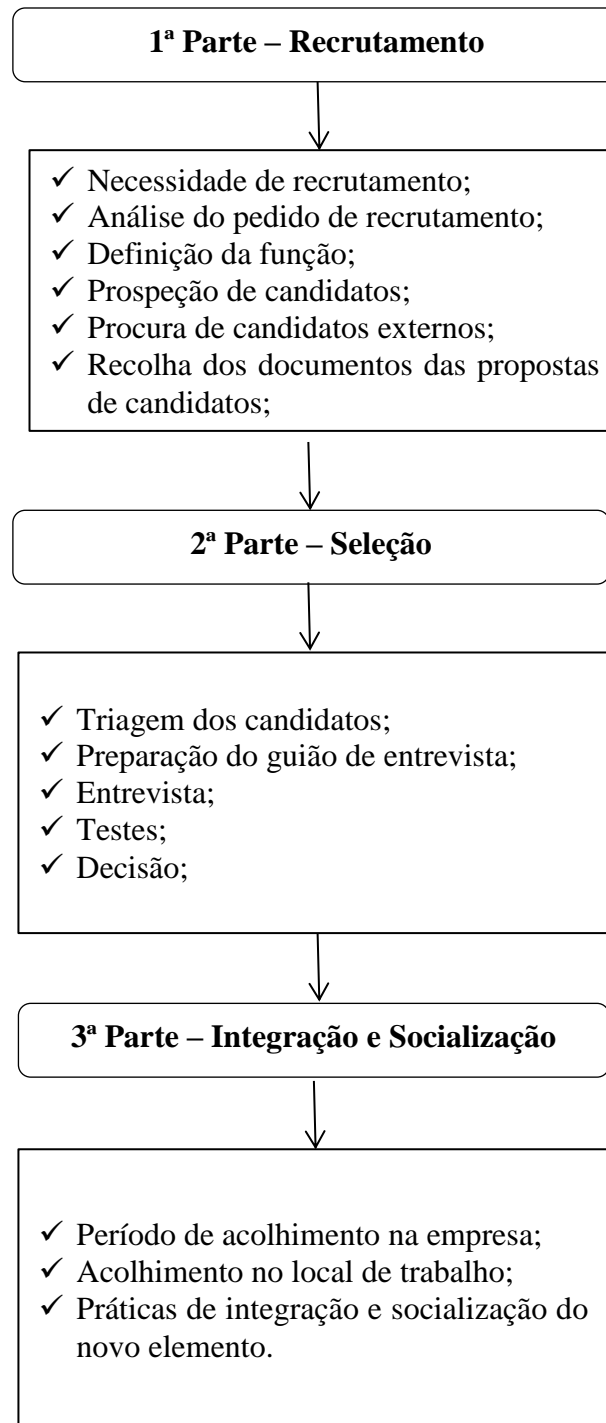 1ª Parte – Recrutamento
✓ Necessidade de recrutamento;
✓ Análise do pedido de recrutamento;
✓ Definição da função;
✓ Prospeção de candidatos;
✓ Procura de candidatos externos;
✓ Recolha dos documentos das propostas
de candidatos;
2ª Parte – Seleção
✓ Triagem dos candidatos;
✓ Preparação do guião de entrevista;
✓ Entrevista;
✓ Testes;
✓ Decisão;
3ª Parte – Integração e Socialização
✓ Período de acolhimento na empresa;
✓ Acolhimento no local de trabalho;
✓ Práticas de integração e socialização do
novo elemento.